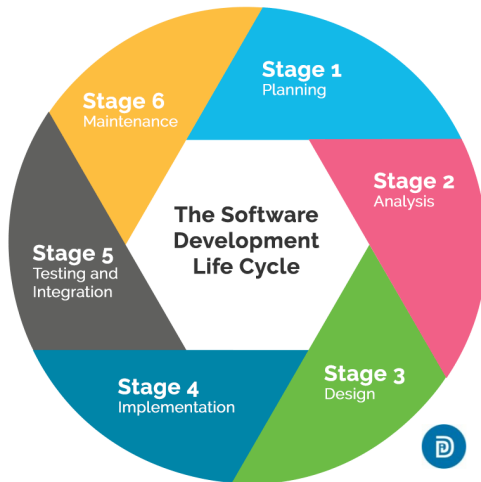 The Software
Development
Life Cycle
Stage 1
Planning
Stage 2
Analysis
Stage 3
Design
Stage 4
Implementation
Stage 5
Testing and
Integration
Stage 6
Maintenance
D